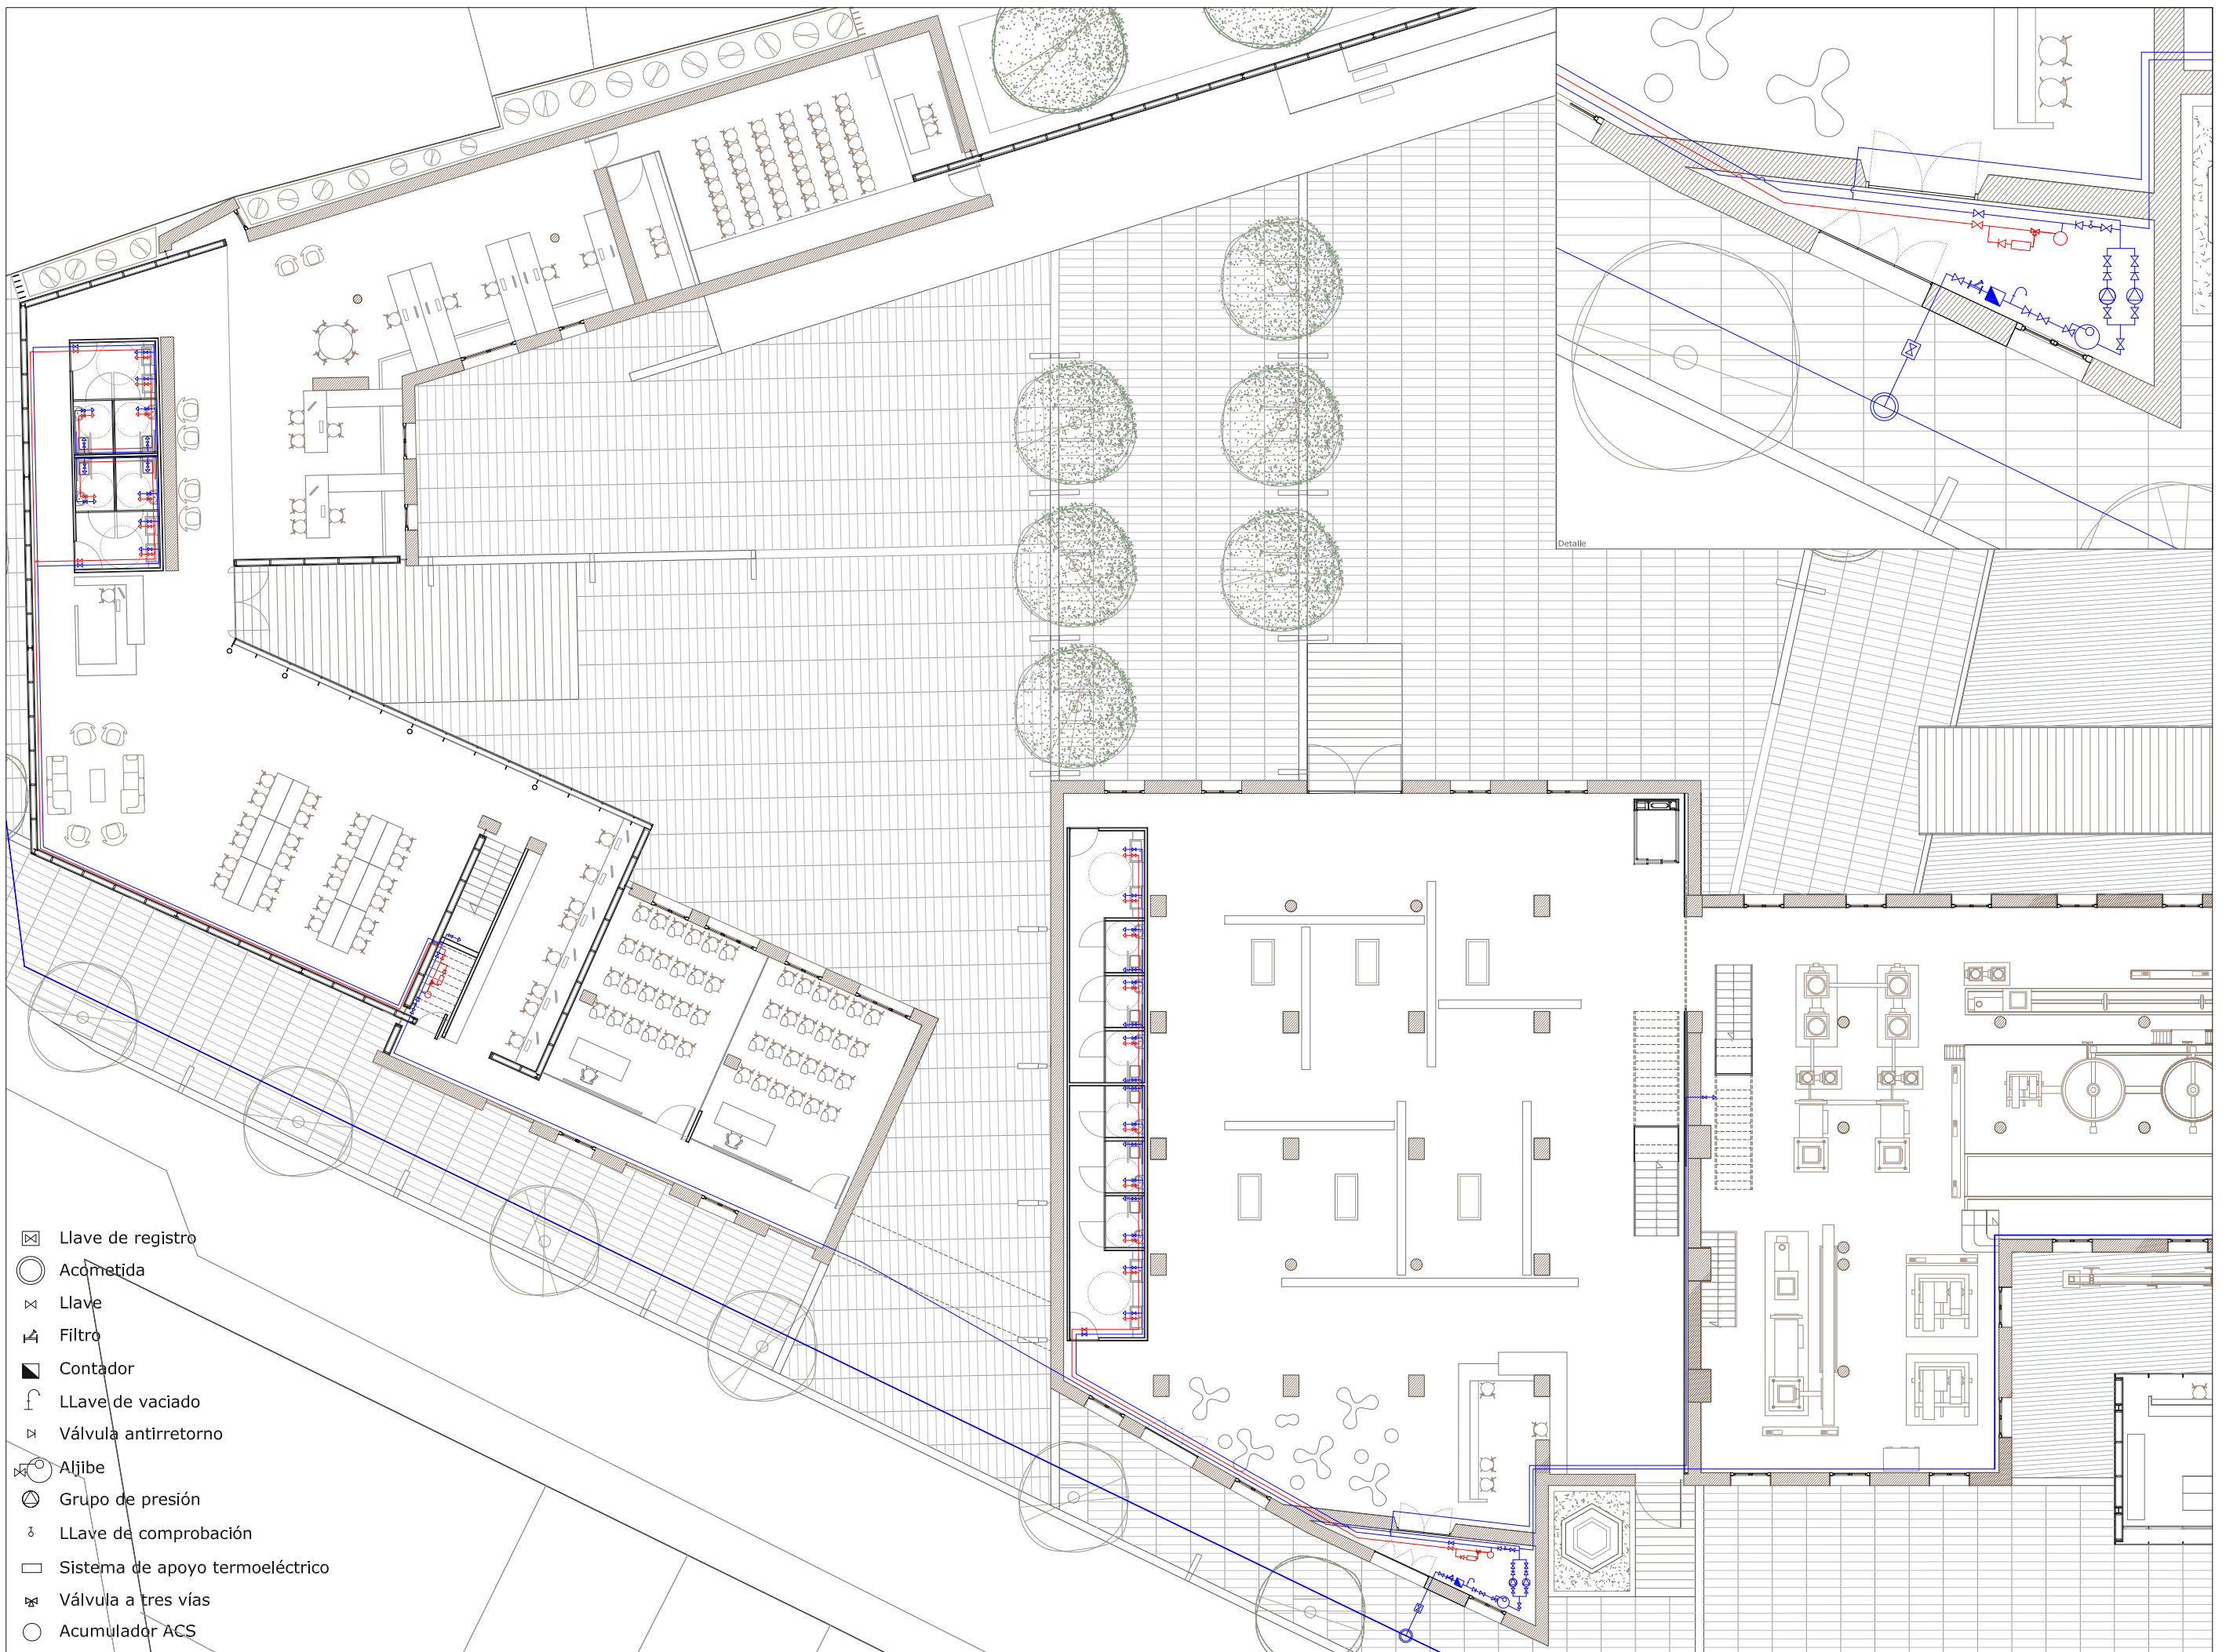 Detalle
Llave de registro
Acometida
Llave
Filtro
Contador
LLave de vaciado
Válvula antirretorno
Aljibe
Grupo de presión
LLave de comprobación
Sistema de apoyo termoeléctrico
Válvula a tres vías
Acumulador ACS